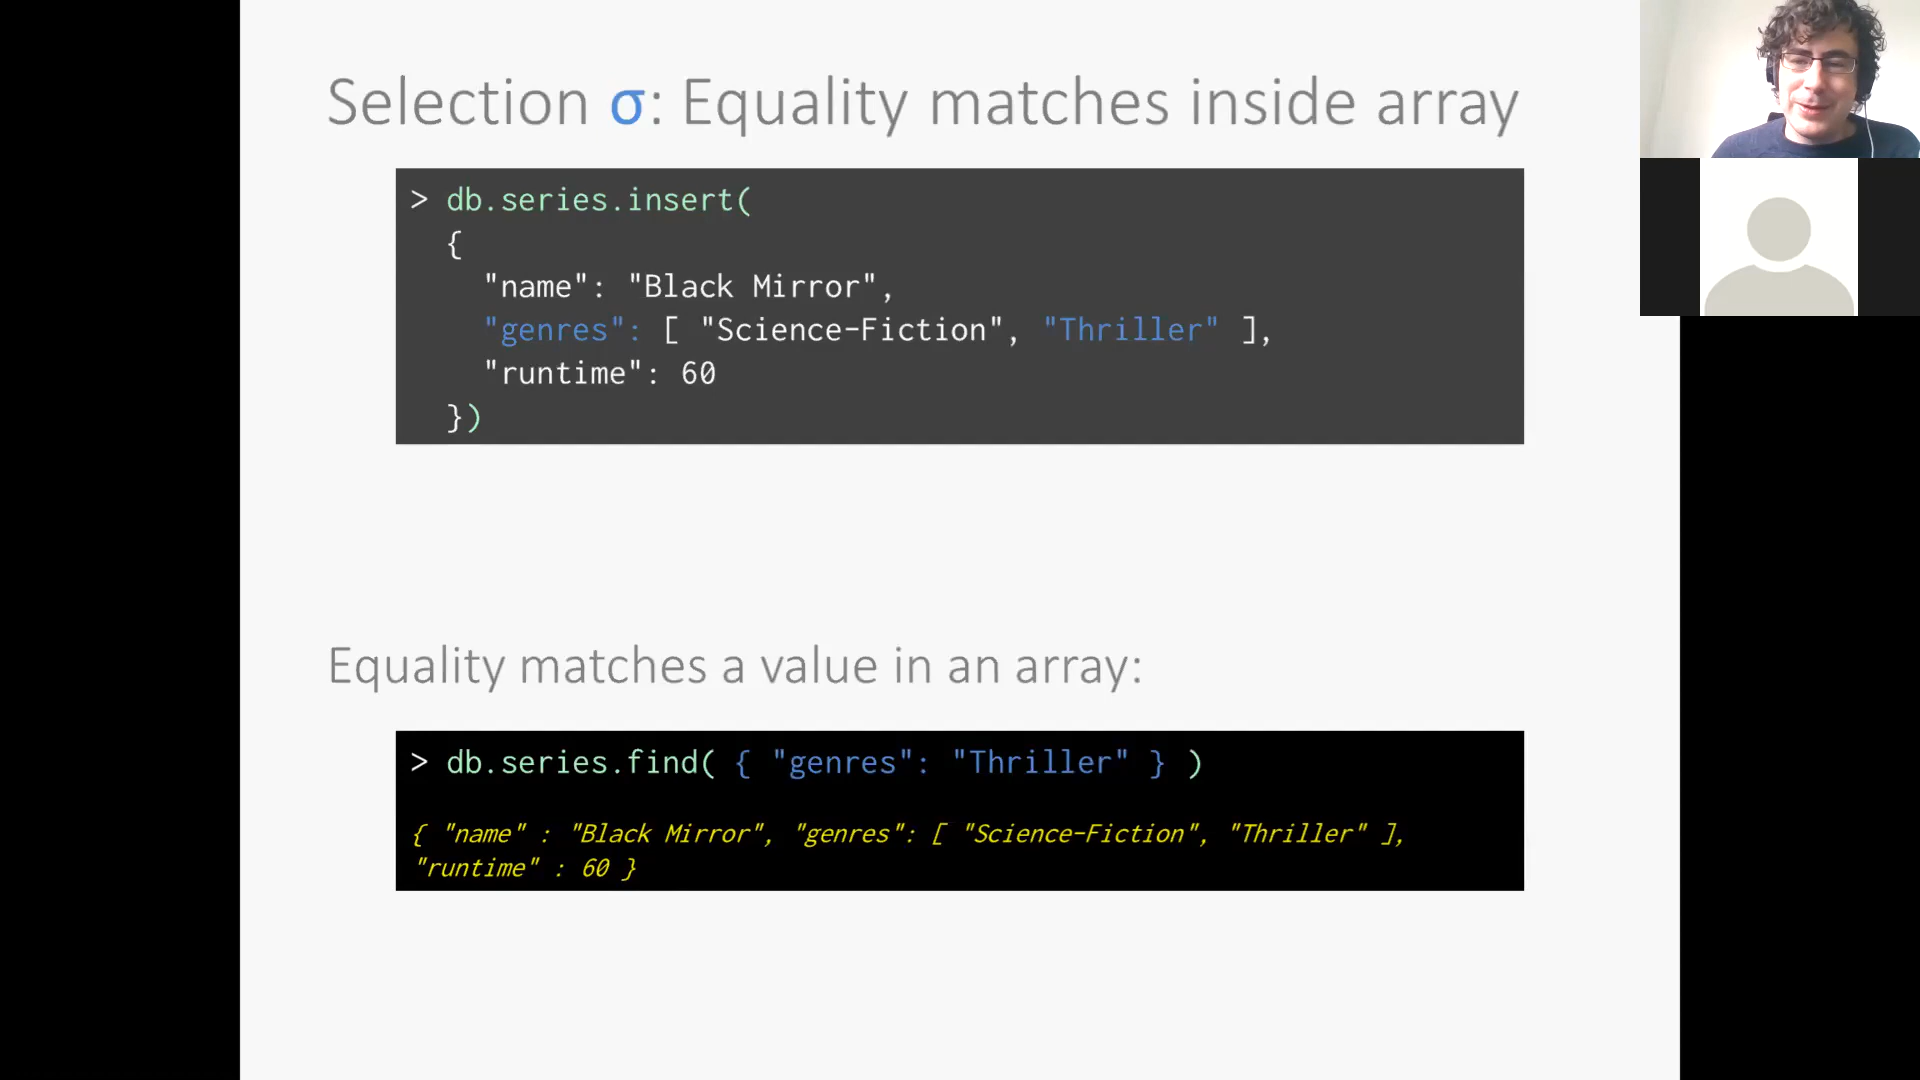 Selection σ: Equality matches inside array
> db.series.insert(
{
"name": "Black Mirror",
"genres": [ "Science-Fiction", "Thriller" ],
"runtime": 60
})
Equality matches a value in an array:
> db.series.find( { "genres": "Thriller" } )
{ "name" : "Black Mirror", "genres": [ "Science-Fiction", "Thriller" ],
"runtime" : 60 }